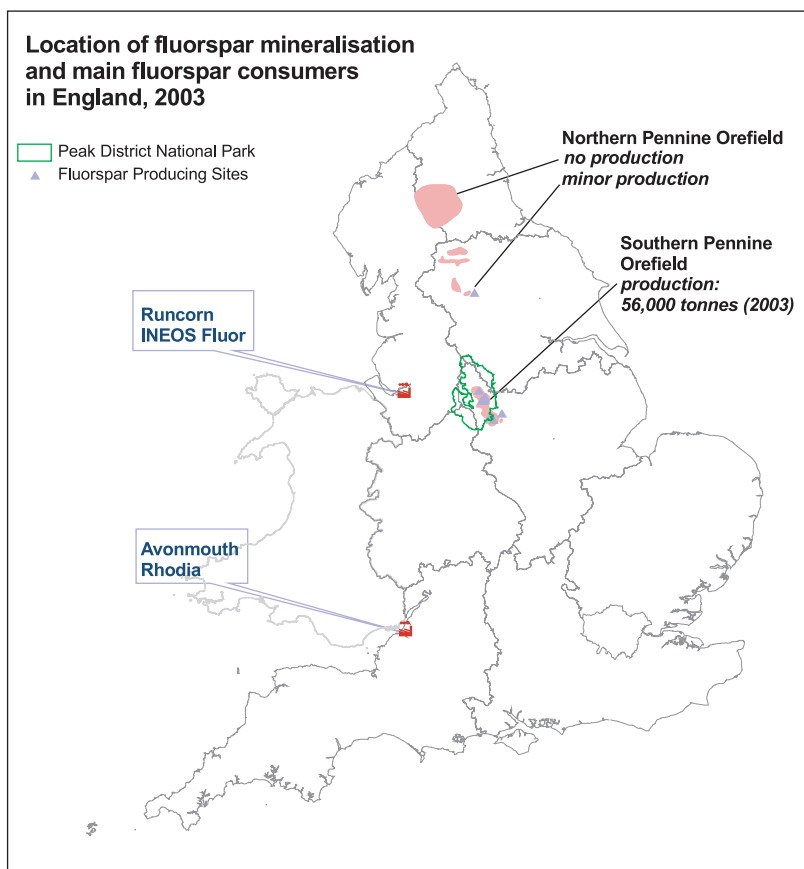 Location of fluorspar mineralisation
and main fluorspar consumers
in England, 2003
Peak District National Park
Fluorspar Producing Sites
Northern Pennine Orefield
no production
minor production
Southern Pennine
Orefield
production:
56,000 tonnes (2003)
Runcorn
INEOS Fluor
Avonmouth
Rhodia